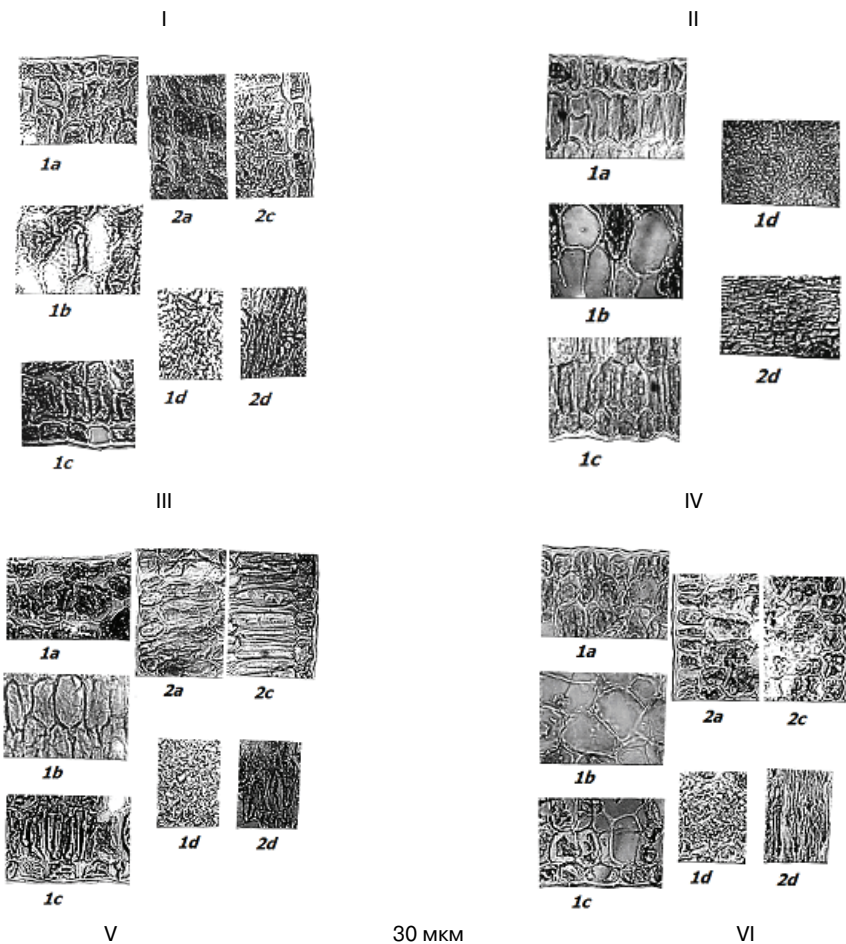 I II
1a 2a 2c 1a
1d
1b 1b
1d 2d 2d
1c 1c
III IV
1a 2a 2c 1a
2a 2c
1b 1b
1d 2d 1d 2d
1c 1c
V 30 мкм VI